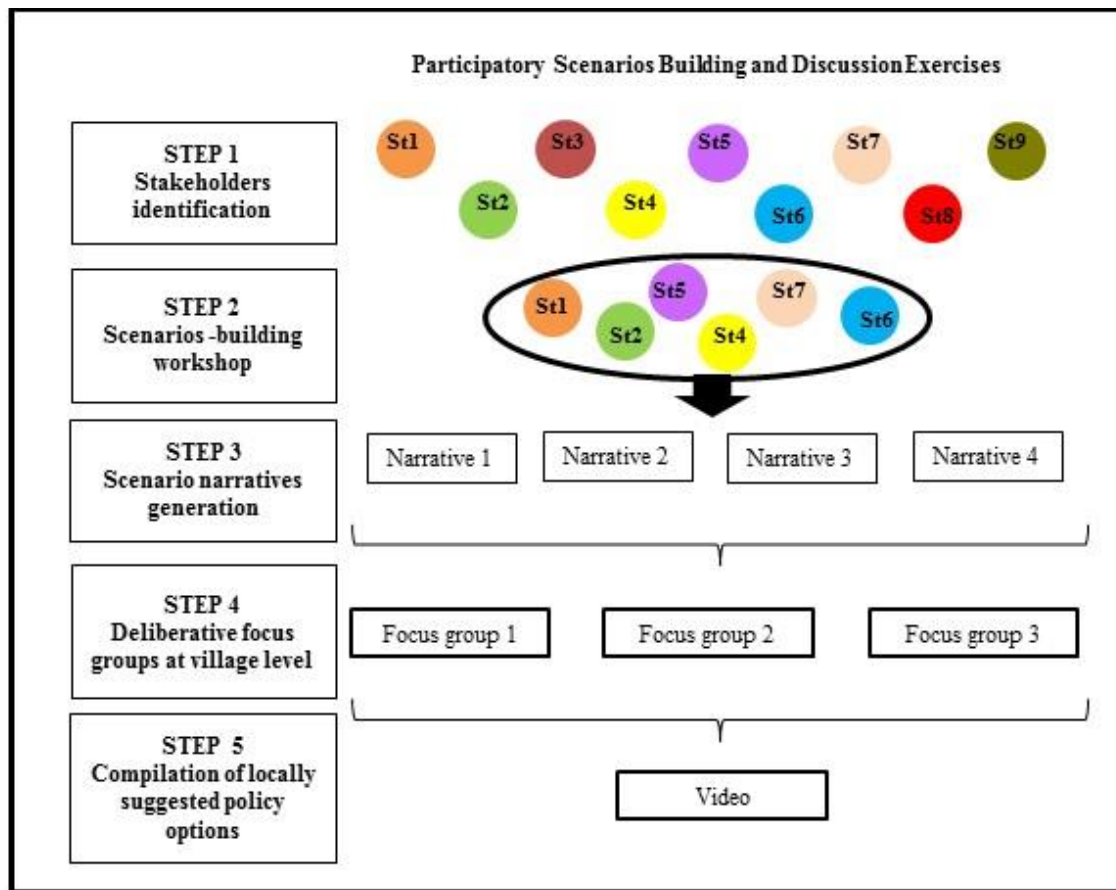 Participatory Scenarios Building and Discussion Exercises
STEP 1
Stakeholders
identification
St1
St3
St5
St7
St9
St2
St4
St6
St8
STEP 2
Scenarios -building
workshop
St1
St5
St7
St6
St2
St4
STEP 3
Scenario narratives
generation
Narrative 1
Narrative 2
Narrative 3
Narrative 4
STEP 4
Deliberative focus
groups at village level
Focus group 1
Focus group 2
Focus group 3
STEP 5
Compilation of locally
suggested policy
options
Video